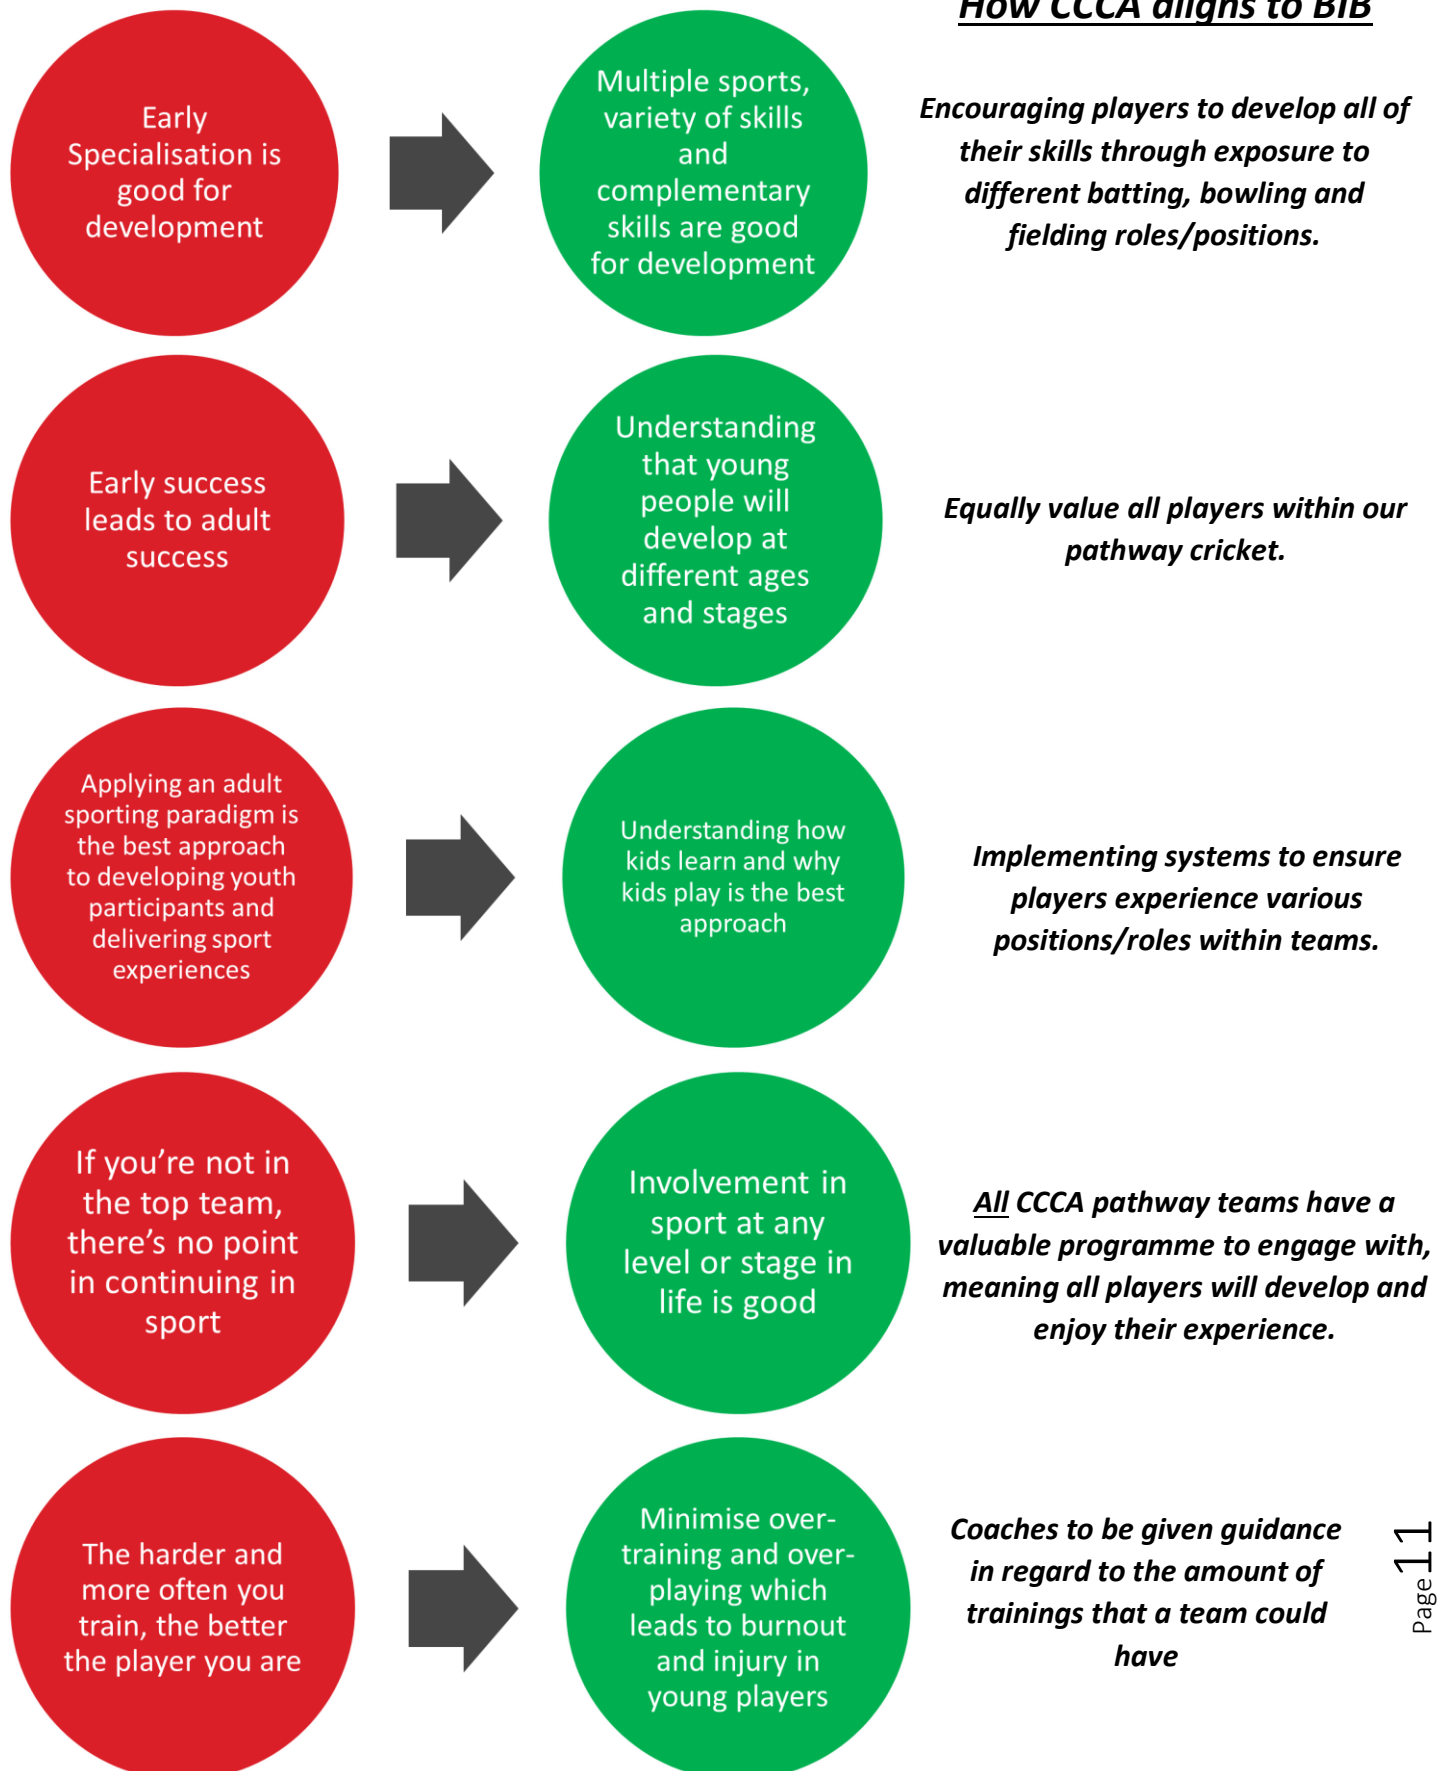 How CCCA aligns to BIB
Early
Specialisation is
good for
development
Multiple sports,
variety of skills
and
complementary
skills are good
for development
Encouraging players to develop all of
their skills through exposure to
different batting, bowling and
fielding roles/positions.
Early success
leads to adult
success
Understanding
that young
people will
develop at
different ages
and stages
Equally value all players within our
pathway cricket.
Applying an adult
sporting paradigm is
the best approach
to developing youth
participants and
delivering sport
experiences
Understanding how
kids learn and why
kids play is the best
approach
Implementing systems to ensure
players experience various
positions/roles within teams.
If you’re not in
the top team,
there’s no point
in continuing in
sport
Involvement in
sport at any
level or stage in
life is good
All CCCA pathway teams have a
valuable programme to engage with,
meaning all players will develop and
enjoy their experience.
The harder and
more often you
train, the better
the player you are
Minimise over-
training and over-
playing which
leads to burnout
and injury in
young players
Coaches to be given guidance
in regard to the amount of
trainings that a team could
have
Page 11